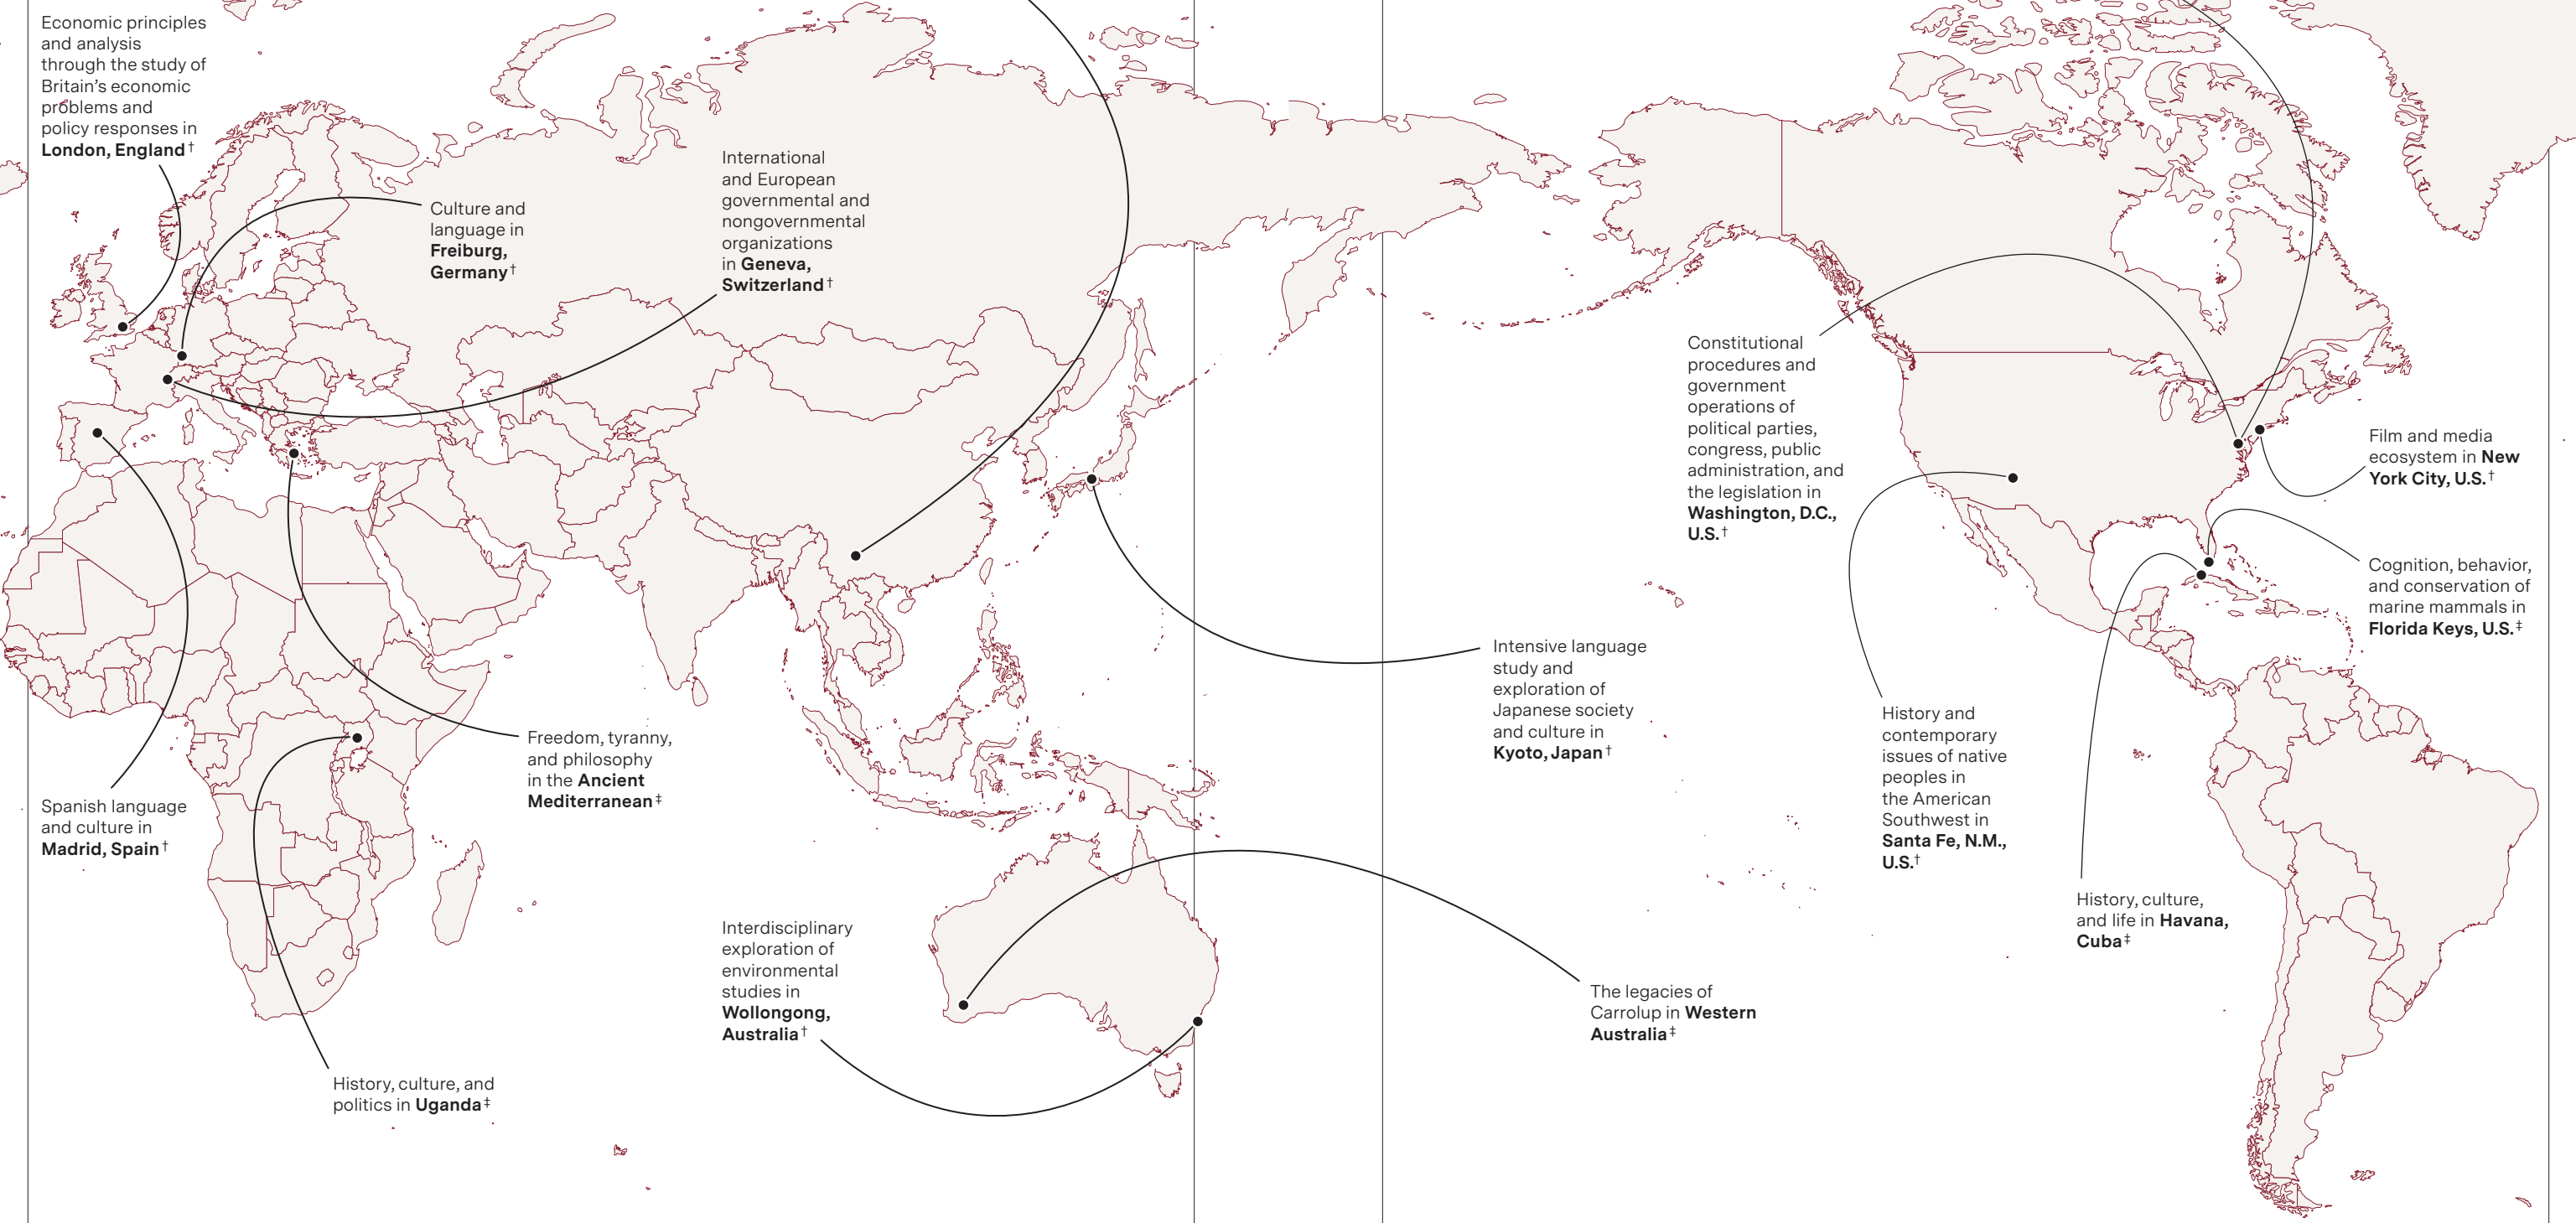 Economic principles
and analysis
through the study of
Britain’s economic
problems and
policy responses in
London, England†
Culture and
language in
Freiburg,
Germany†
International
and European
governmental and
nongovernmental
organizations
in Geneva,
Switzerland†
Spanish language
and culture in
Madrid, Spain†
Freedom, tyranny,
and philosophy
in the Ancient
Mediterranean‡
History, culture, and
politics in Uganda‡
Interdisciplinary
exploration of
environmental
studies in
Wollongong,
Australia†
Intensive language
study and
exploration of
Japanese society
and culture in
Kyoto, Japan†
The legacies of
Carrolup in Western
Australia‡
Constitutional
procedures and
government
operations of
political parties,
congress, public
administration, and
the legislation in
Washington, D.C.,
U.S.†
History and
contemporary
issues of native
peoples in
the American
Southwest in
Santa Fe, N.M.,
U.S.†
History, culture,
and life in Havana,
Cuba‡
Film and media
ecosystem in New
York City, U.S.†
Cognition, behavior,
and conservation of
marine mammals in
Florida Keys, U.S.‡